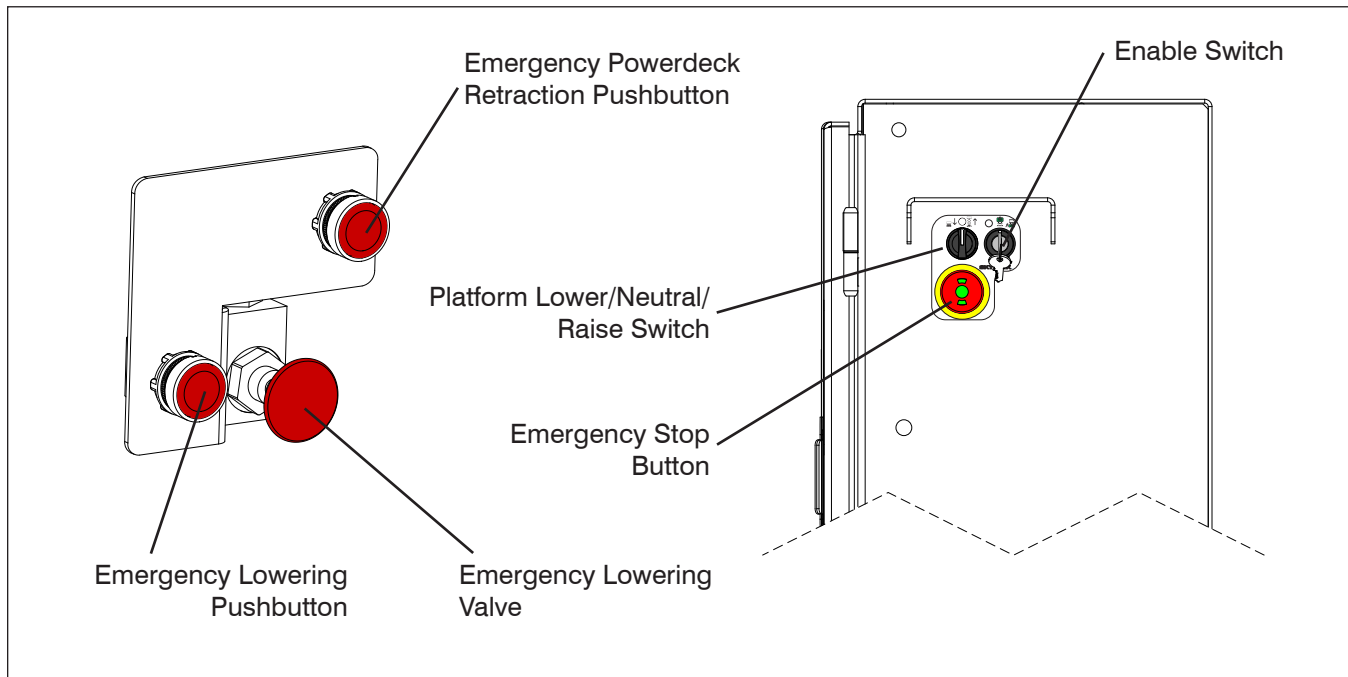 Emergency Powerdeck
Retraction Pushbutton
Enable Switch
Platform Lower/Neutral/
Raise Switch
Emergency Stop
Button
Emergency Lowering
Pushbutton
Emergency Lowering
Valve